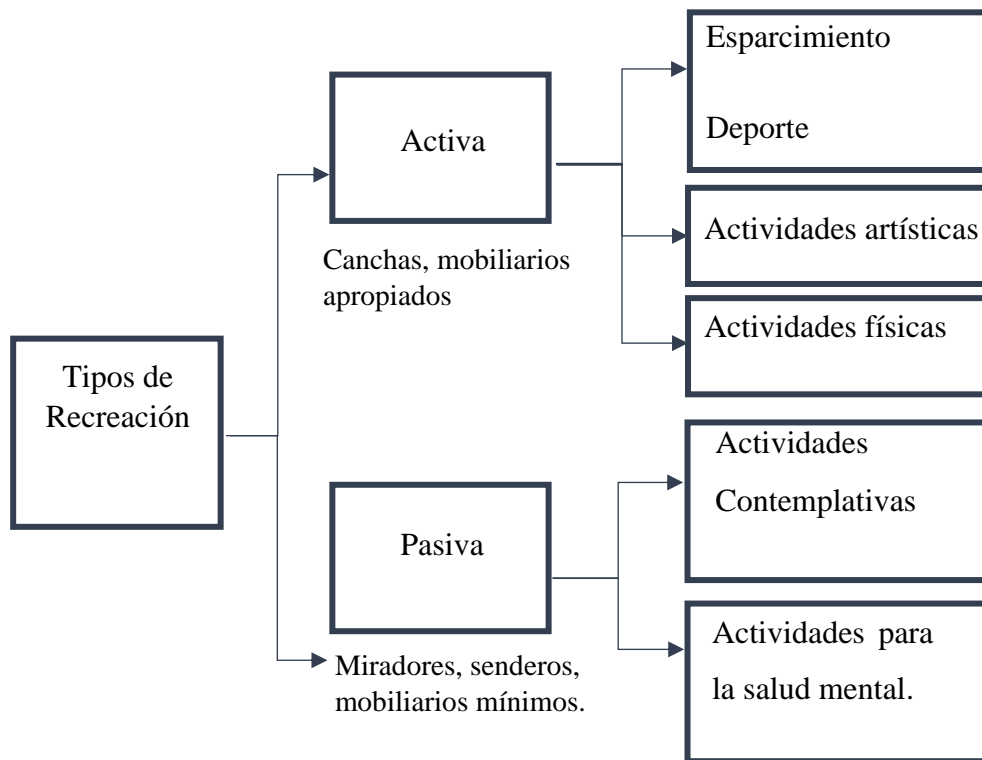 Tipos de
Recreación
Activa
Canchas, mobiliarios
apropiados
Esparcimiento
Deporte
Actividades artísticas
Actividades físicas
Pasiva
Miradores, senderos,
mobiliarios mínimos.
Actividades
Contemplativas
Actividades para
la salud mental.